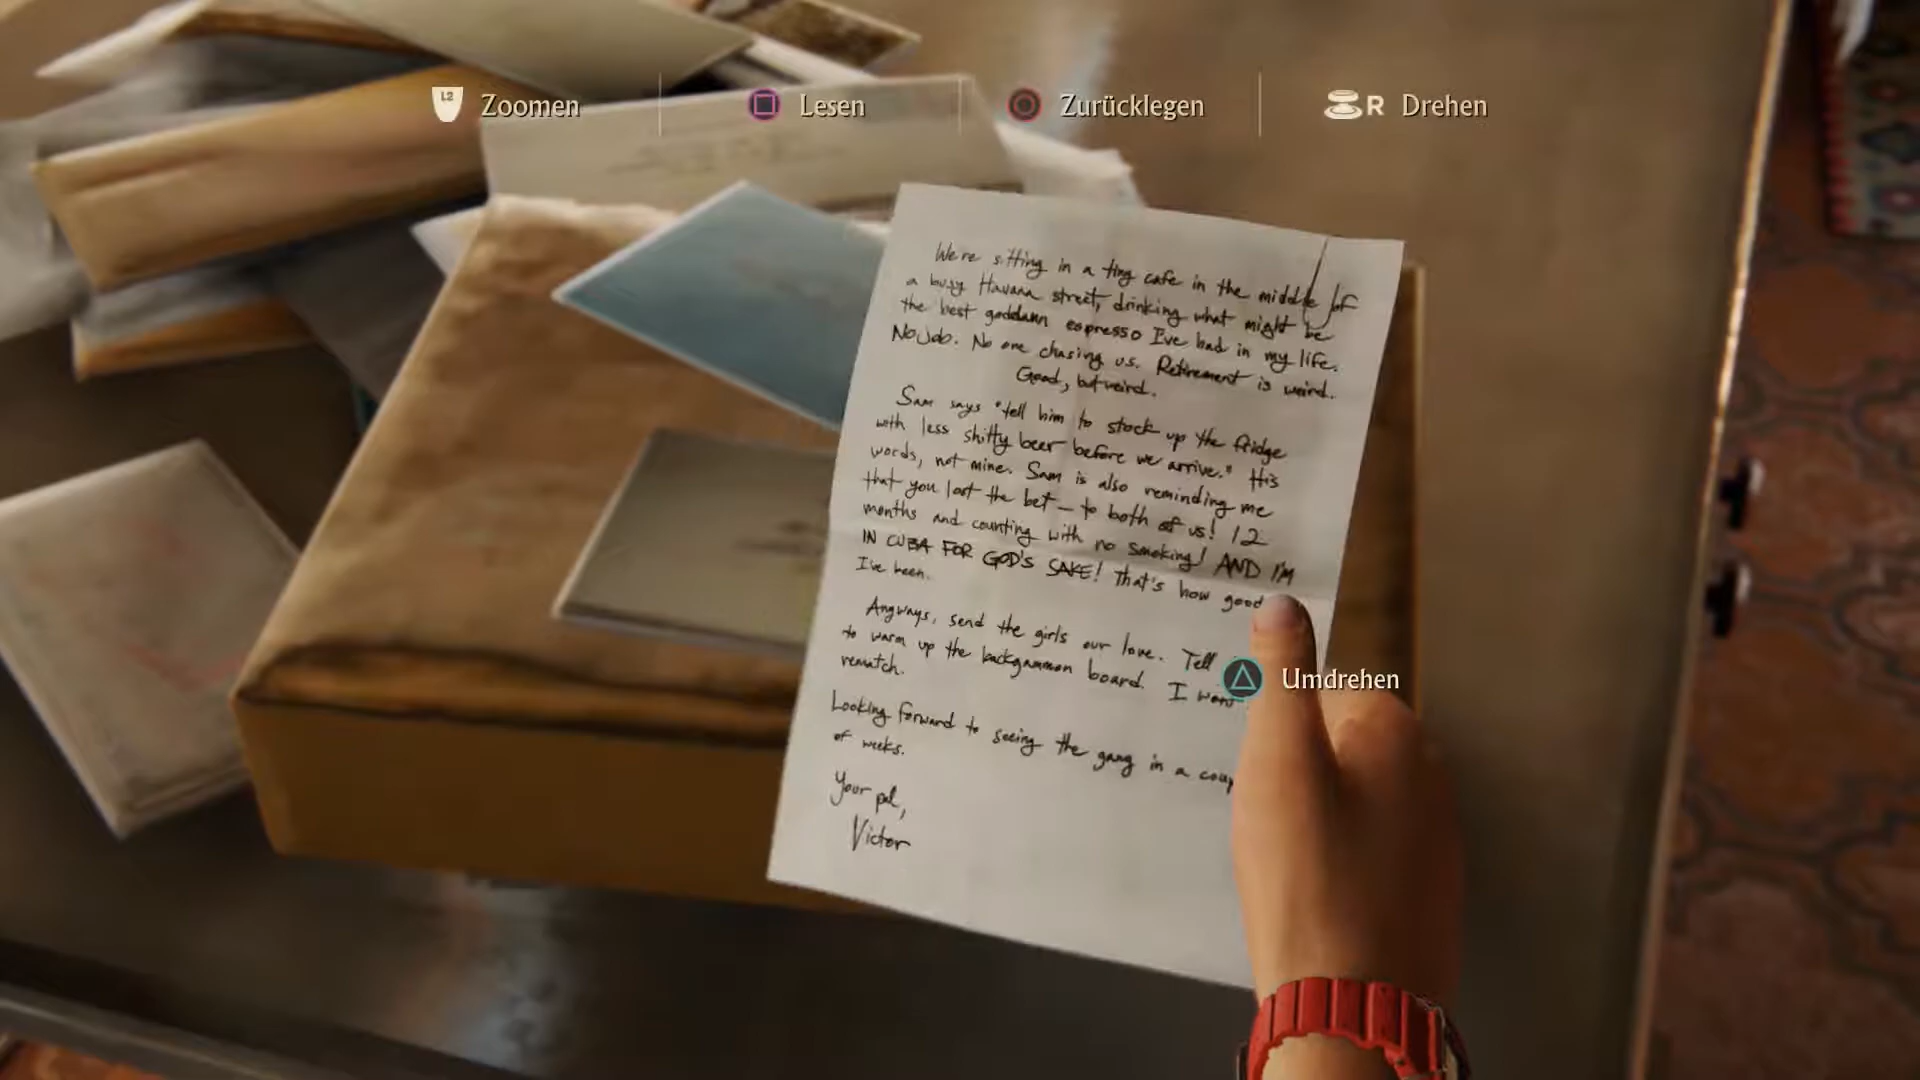 L2 Zoomen
Lesen
Zurücklegen
R Drehen
We're sitting in a tiny cafe in the middle of
a busy Havana street, drinking what might be
the best goddamn espresso I've had in my life.
No job. No one chasing us. Retirement is weird.
Good, but weird.
Sam says "tell him to stock up the fridge
with less shitty beer before we arrive." His
words, not mine. Sam is also reminding me
that you lost the bet — to both of us! 12
months and counting with no smoking! AND I'M
IN CUBA FOR GOD'S SAKE! That's how good
I've been.
Anyways, send the girls our love. Tell
to warm up the backgammon board. I
rematch.
Looking forward to seeing the gang in a
of weeks.
Your pal,
Victor
Umdrehen